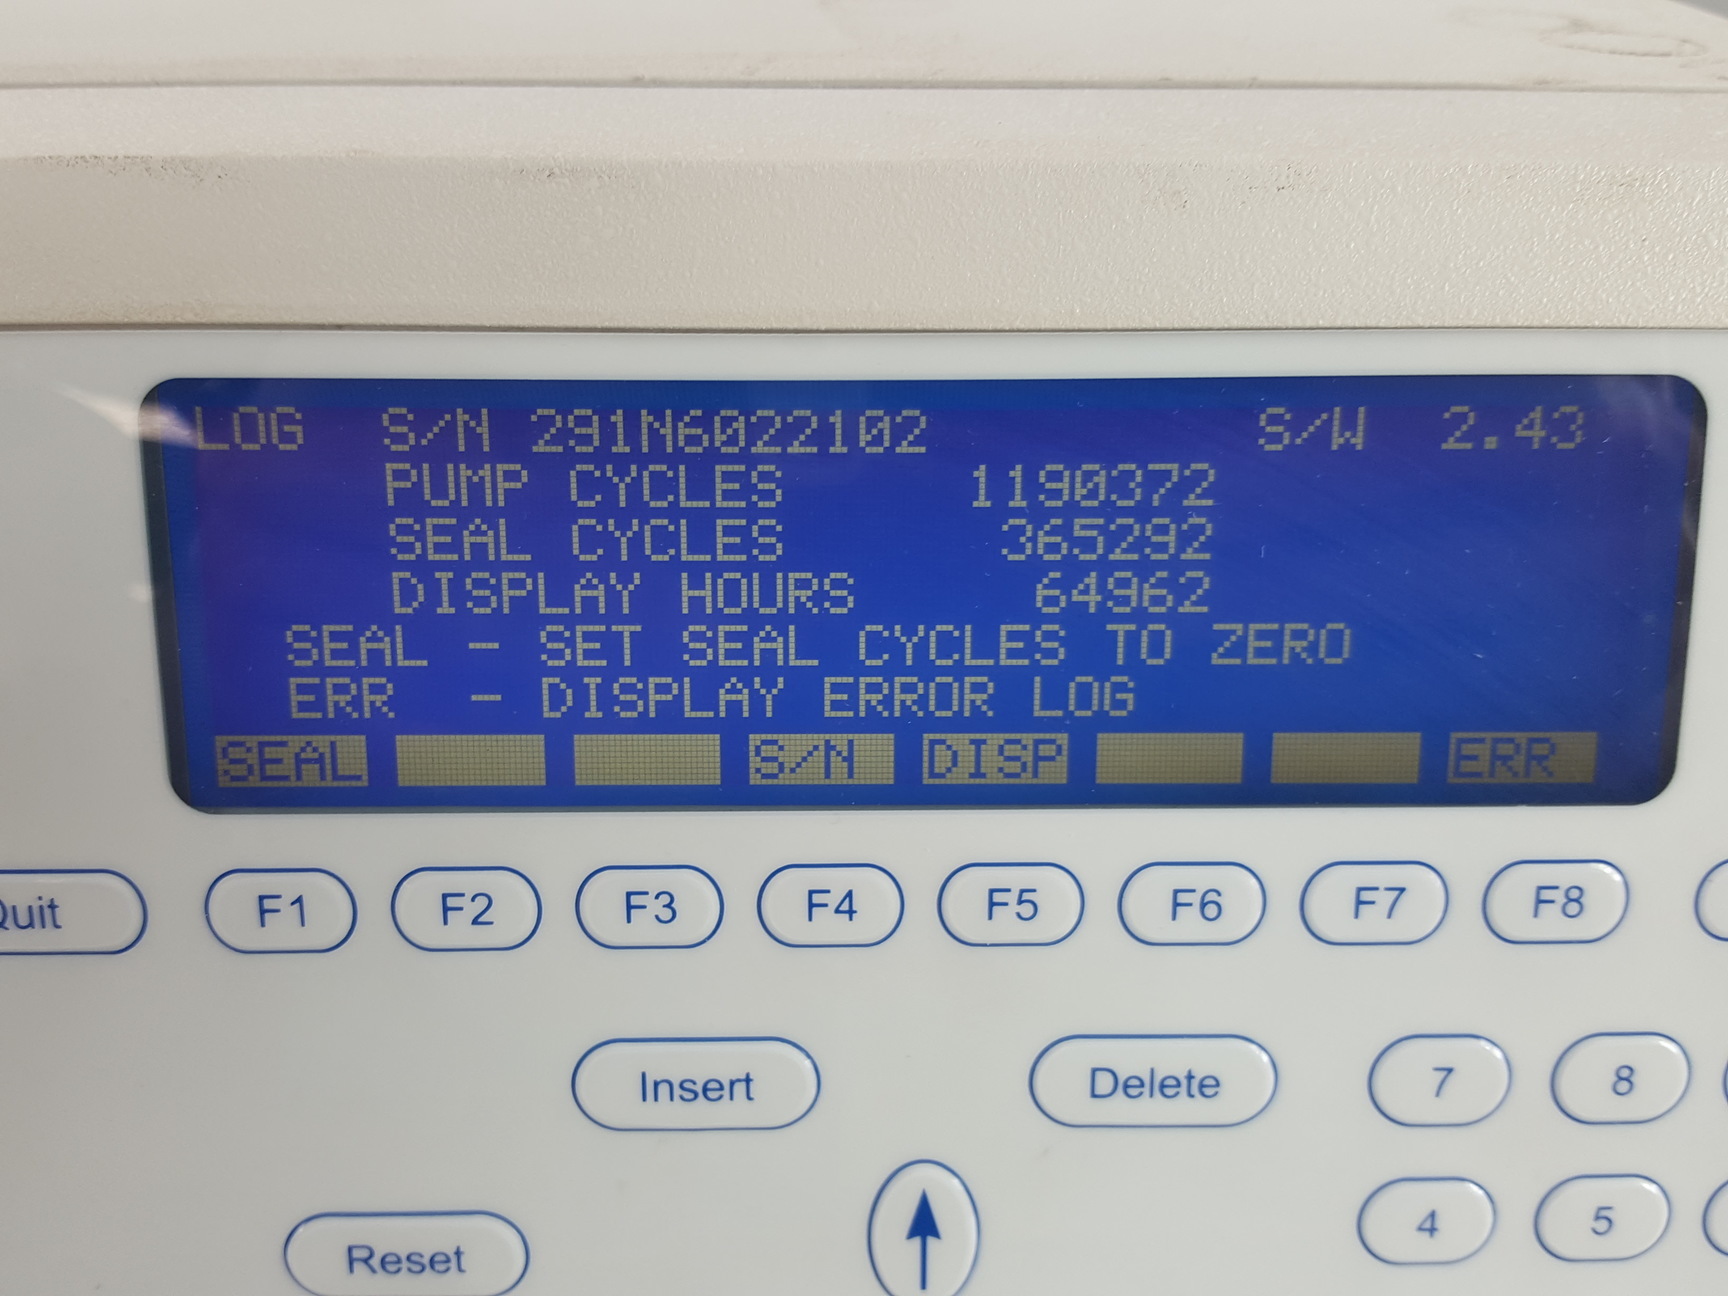 LOG S/N 291N6022102 S/W 2.43
PUMP CYCLES 1190372
SEAL CYCLES 365292
DISPLAY HOURS 64962
SEAL - SET SEAL CYCLES TO ZERO
ERR - DISPLAY ERROR LOG
SEAL S/N DISP ERR
Quit F1 F2 F3 F4 F5 F6 F7 F8
Insert Delete 7 8
4 5
Reset